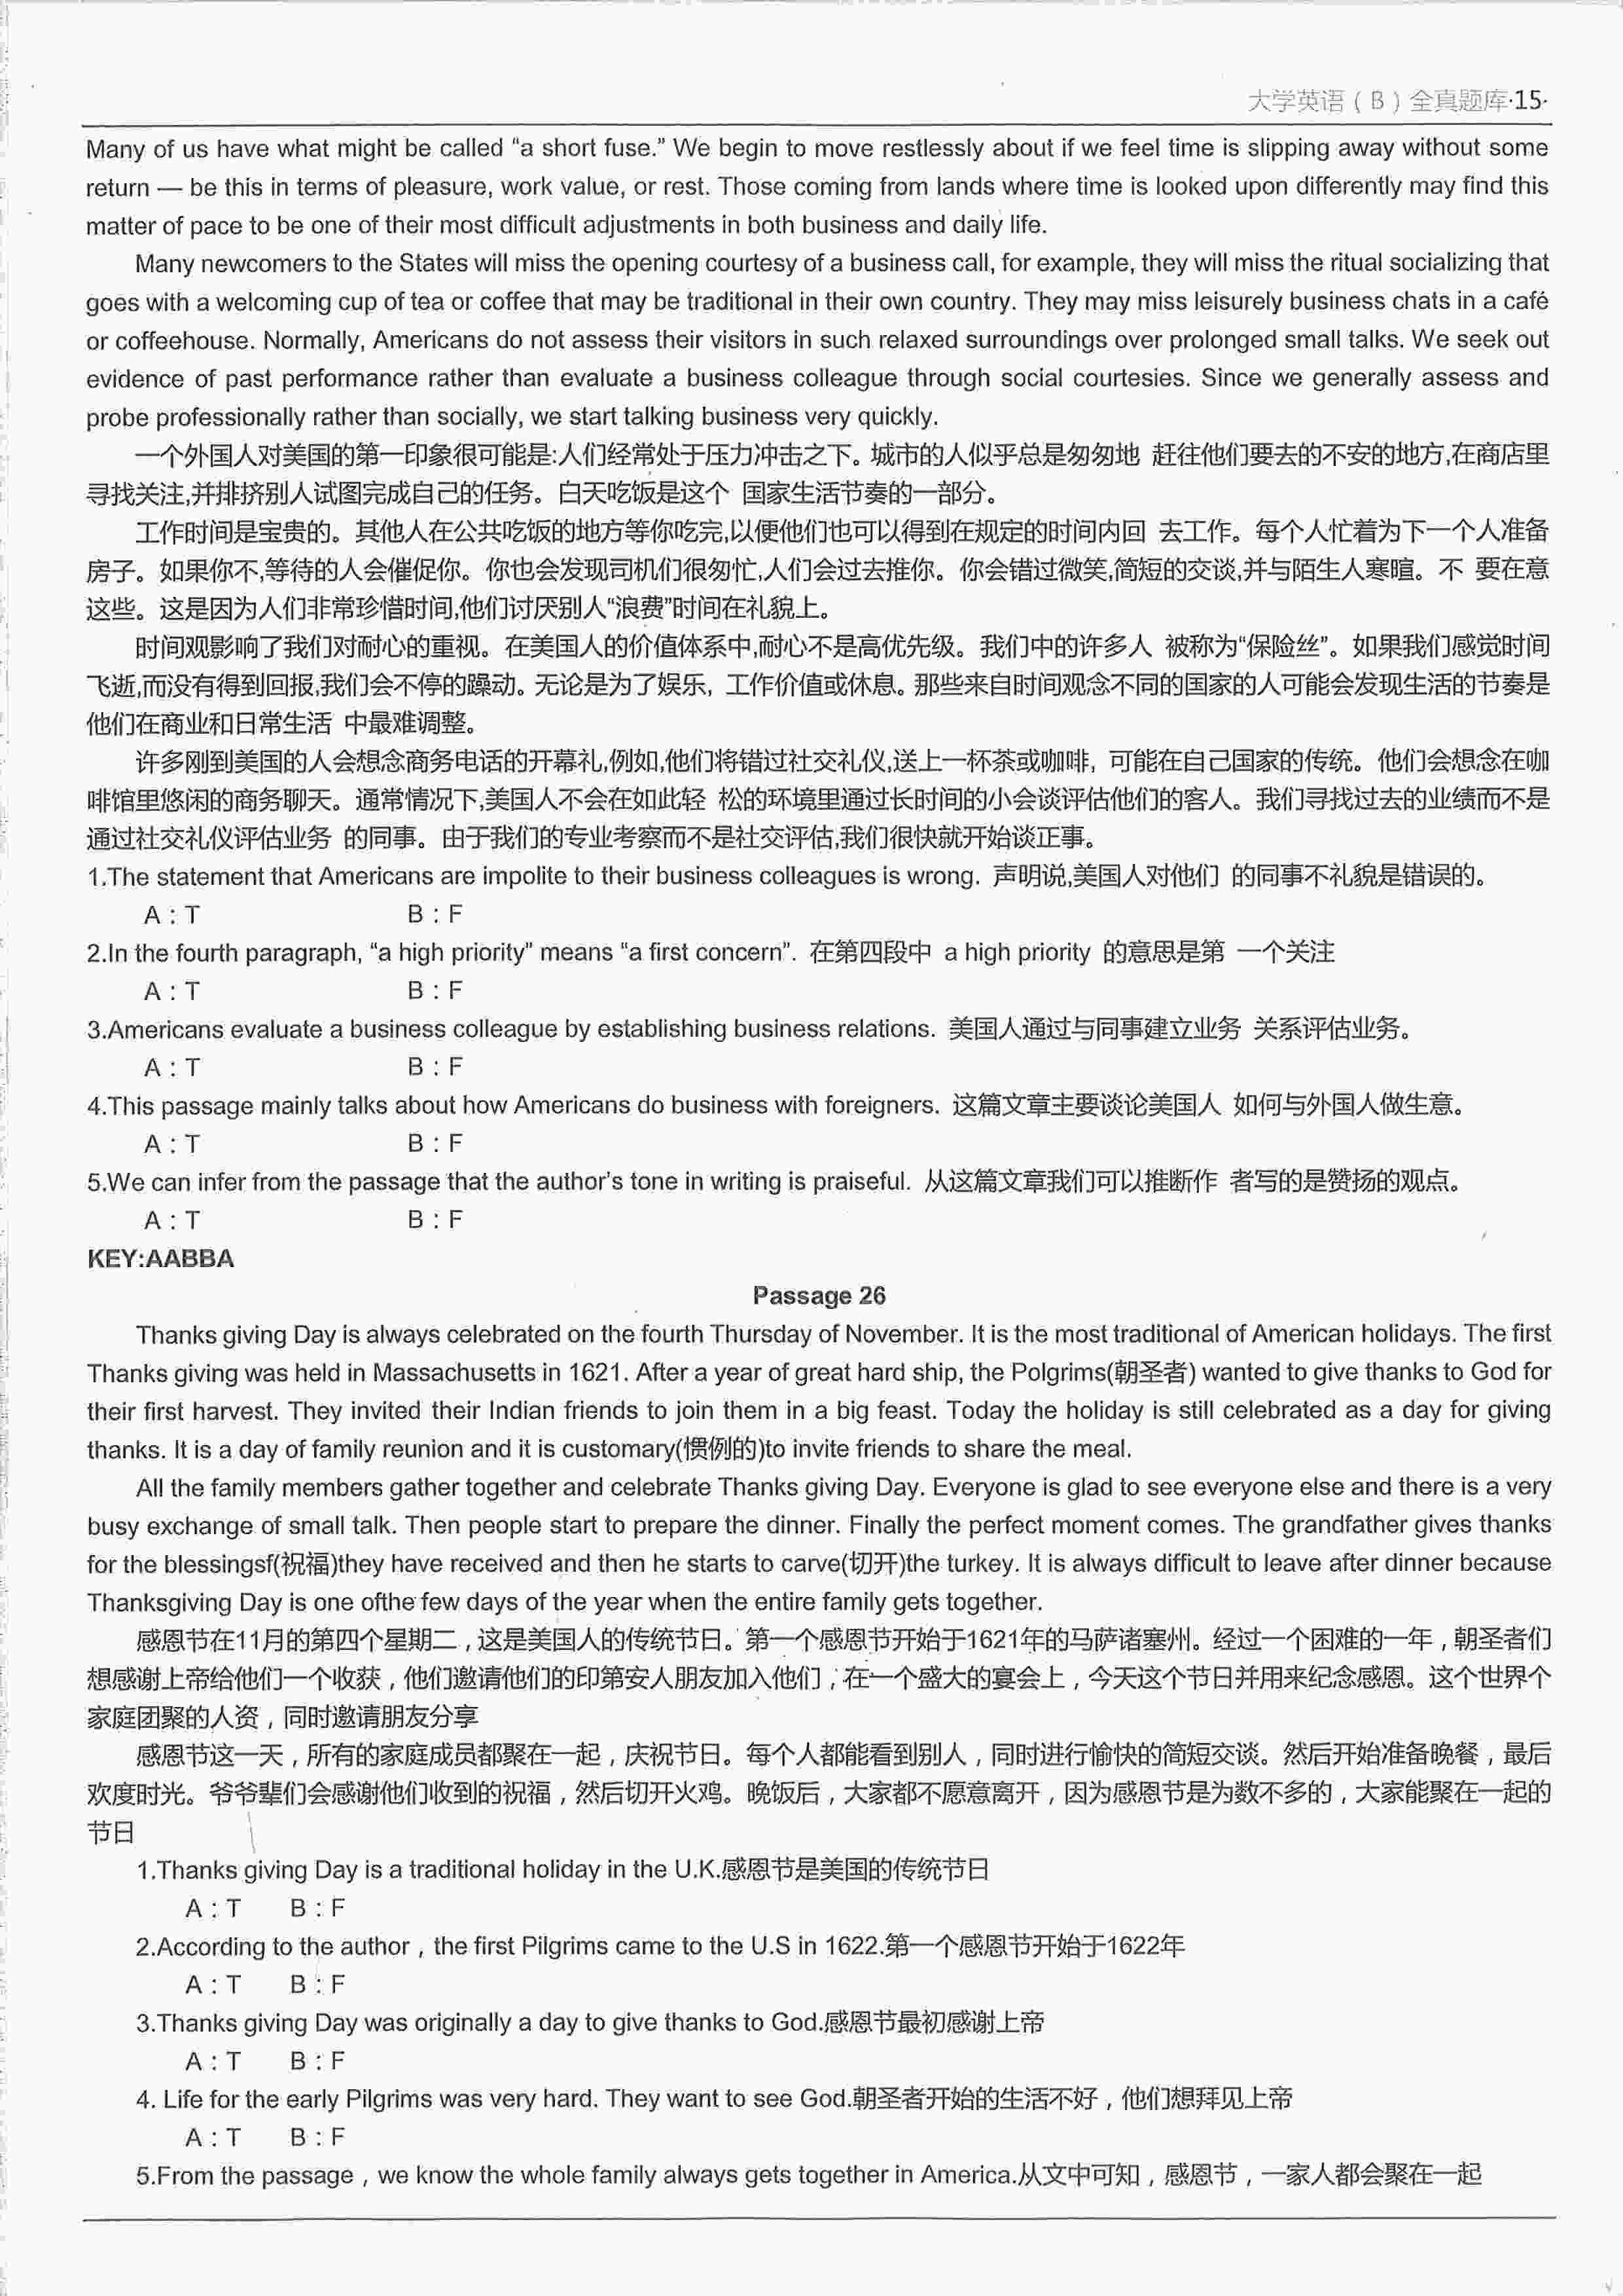 大学英语（B）全真题库·15·
Many of us have what might be called “a short fuse.” We begin to move restlessly about if we feel time is slipping away without some
return — be this in terms of pleasure, work value, or rest. Those coming from lands where time is looked upon differently may find this
matter of pace to be one of their most difficult adjustments in both business and daily life.
Many newcomers to the States will miss the opening courtesy of a business call, for example, they will miss the ritual socializing that
goes with a welcoming cup of tea or coffee that may be traditional in their own country. They may miss leisurely business chats in a café
or coffeehouse. Normally, Americans do not assess their visitors in such relaxed surroundings over prolonged small talks. We seek out
evidence of past performance rather than evaluate a business colleague through social courtesies. Since we generally assess and
probe professionally rather than socially, we start talking business very quickly.
一个外国人对美国的第一印象很可能是:人们经常处于压力冲击之下。城市的人似乎总是匆匆地 赶往他们要去的不安的地方,在商店里
寻找关注,并排挤别人试图完成自己的任务。白天吃饭是这个 国家生活节奏的一部分。
工作时间是宝贵的。其他人在公共吃饭的地方等你吃完,以便他们也可以得到在规定的时间内回 去工作。每个人忙着为下一个人准备
房子。如果你不,等待的人会催促你。你也会发现司机们很匆忙,人们会过去推你。你会错过微笑,简短的交谈,并与陌生人寒暄。不 要在意
这些。这是因为人们非常珍惜时间,他们讨厌别人“浪费”时间在礼貌上。
时间观影响了我们对耐心的重视。在美国人的价值体系中,耐心不是高优先级。我们中的许多人 被称为“保险丝”。如果我们感觉时间
飞逝,而没有得到回报,我们会不停的躁动。无论是为了娱乐, 工作价值或休息。那些来自时间观念不同的国家的人可能会发现生活的节奏是
他们在商业和日常生活 中最难调整。
许多刚到美国的人会想念商务电话的开幕礼,例如,他们将错过社交礼仪,送上一杯茶或咖啡, 可能在自己国家的传统。他们会想念在咖
啡馆里悠闲的商务聊天。通常情况下,美国人不会在如此轻 松的环境里通过长时间的小会谈评估他们的客人。我们寻找过去的业绩而不是
通过社交礼仪评估业务 的同事。由于我们的专业考察而不是社交评估,我们很快就开始谈正事。
1.The statement that Americans are impolite to their business colleagues is wrong. 声明说,美国人对他们 的同事不礼貌是错误的。
A : T B : F
2.In the fourth paragraph, “a high priority” means “a first concern”. 在第四段中 a high priority 的意思是第 一个关注
A : T B : F
3.Americans evaluate a business colleague by establishing business relations. 美国人通过与同事建立业务 关系评估业务。
A : T B : F
4.This passage mainly talks about how Americans do business with foreigners. 这篇文章主要谈论美国人 如何与外国人做生意。
A : T B : F
5.We can infer from the passage that the author’s tone in writing is praiseful. 从这篇文章我们可以推断作 者写的是赞扬的观点。
A : T B : F
KEY:AABBA
Passage 26
Thanks giving Day is always celebrated on the fourth Thursday of November. It is the most traditional of American holidays. The first
Thanks giving was held in Massachusetts in 1621. After a year of great hard ship, the Polgrims(朝圣者) wanted to give thanks to God for
their first harvest. They invited their Indian friends to join them in a big feast. Today the holiday is still celebrated as a day for giving
thanks. It is a day of family reunion and it is customary(惯例的)to invite friends to share the meal.
All the family members gather together and celebrate Thanks giving Day. Everyone is glad to see everyone else and there is a very
busy exchange of small talk. Then people start to prepare the dinner. Finally the perfect moment comes. The grandfather gives thanks
for the blessingsf(祝福)they have received and then he starts to carve(切开)the turkey. It is always difficult to leave after dinner because
Thanksgiving Day is one ofthe few days of the year when the entire family gets together.
感恩节在11月的第四个星期二，这是美国人的传统节日。第一个感恩节开始于1621年的马萨诸塞州。经过一个困难的一年，朝圣者们
想感谢上帝给他们一个收获，他们邀请他们的印第安人朋友加入他们；在一个盛大的宴会上，今天这个节日并用来纪念感恩。这个世界个
家庭团聚的人资，同时邀请朋友分享
感恩节这一天，所有的家庭成员都聚在一起，庆祝节日。每个人都能看到别人，同时进行愉快的简短交谈。然后开始准备晚餐，最后
欢度时光。爷爷辈们会感谢他们收到的祝福，然后切开火鸡。晚饭后，大家都不愿意离开，因为感恩节是为数不多的，大家能聚在一起的
节日
1.Thanks giving Day is a traditional holiday in the U.K.感恩节是美国的传统节日
A : T B : F
2.According to the author，the first Pilgrims came to the U.S in 1622.第一个感恩节开始于1622年
A : T B : F
3.Thanks giving Day was originally a day to give thanks to God.感恩节最初感谢上帝
A : T B : F
4. Life for the early Pilgrims was very hard. They want to see God.朝圣者开始的生活不好，他们想拜见上帝
A : T B : F
5.From the passage，we know the whole family always gets together in America.从文中可知，感恩节，一家人都会聚在一起